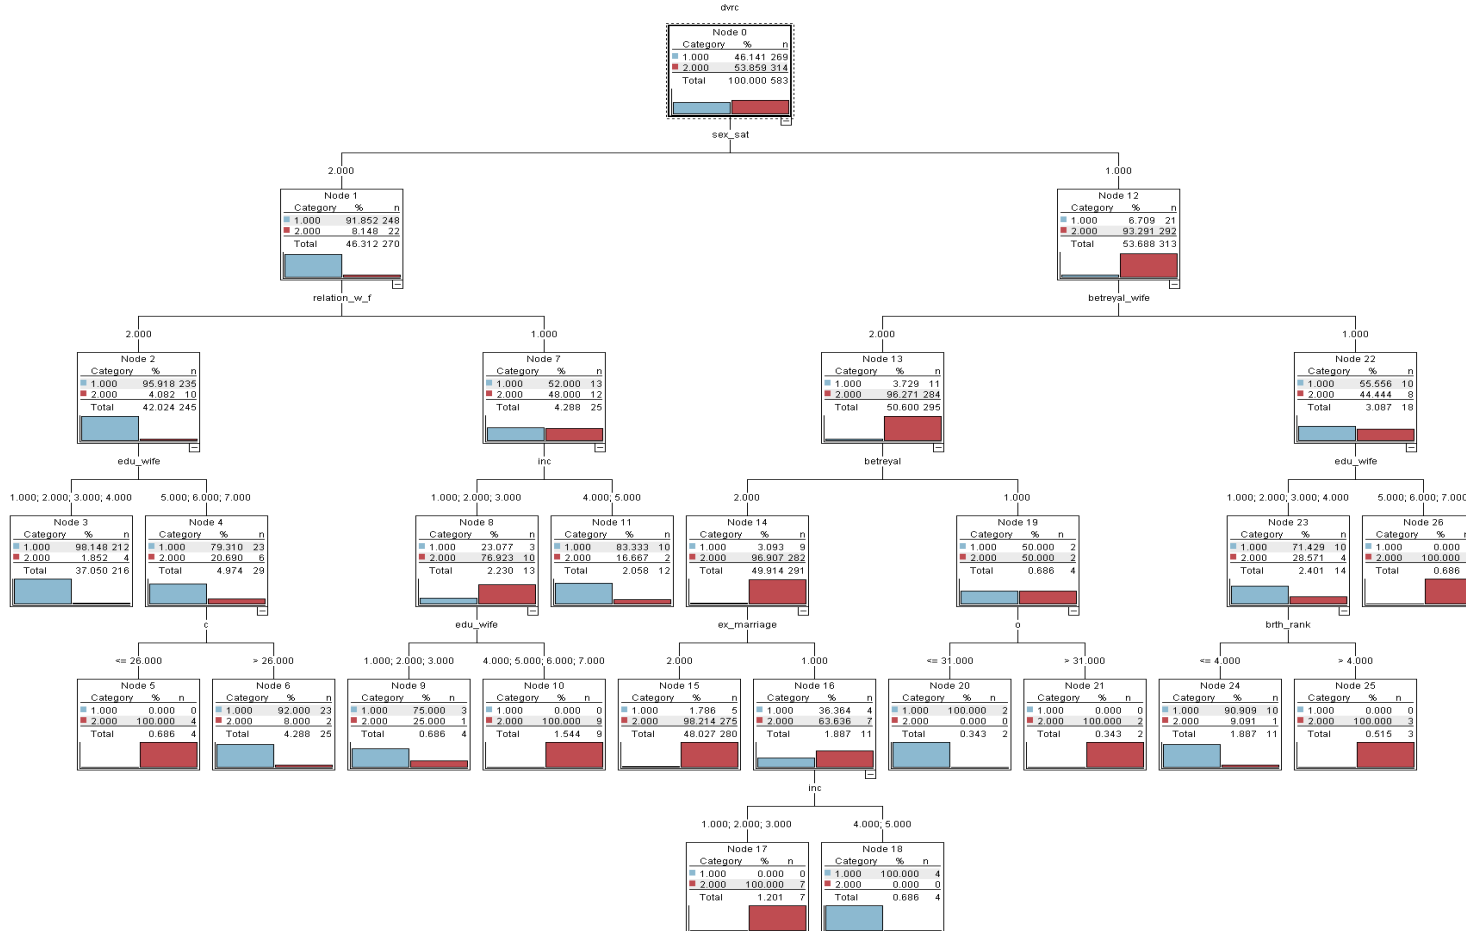 dvrc
Node 0
Category % n
1.000 46.141 269
2.000 53.859 314
Total 100.000 583
sex_sat
2.000
1.000
Node 1
Category % n
1.000 91.852 248
2.000 8.148 22
Total 46.312 270
Node 12
Category % n
1.000 6.709 21
2.000 93.291 292
Total 53.688 313
relation_w_f
betreyal_wife
2.000
1.000
2.000
1.000
Node 2
Category % n
1.000 95.918 235
2.000 4.082 10
Total 42.024 245
Node 7
Category % n
1.000 52.000 13
2.000 48.000 12
Total 4.288 25
Node 13
Category % n
1.000 3.729 11
2.000 96.271 284
Total 50.600 295
Node 22
Category % n
1.000 55.556 10
2.000 44.444 8
Total 3.087 18
edu_wife
inc
betreyal
edu_wife
1.000; 2.000; 3.000; 4.000
5.000; 6.000; 7.000
1.000; 2.000; 3.000
4.000; 5.000
2.000
1.000
1.000; 2.000; 3.000; 4.000
5.000; 6.000; 7.000
Node 3
Category % n
1.000 98.148 212
2.000 1.852 4
Total 37.050 216
Node 4
Category % n
1.000 79.310 23
2.000 20.690 6
Total 4.974 29
Node 8
Category % n
1.000 23.077 3
2.000 76.923 10
Total 2.230 13
Node 11
Category % n
1.000 83.333 10
2.000 16.667 2
Total 2.058 12
Node 14
Category % n
1.000 3.093 9
2.000 96.907 282
Total 49.914 291
Node 19
Category % n
1.000 50.000 2
2.000 50.000 2
Total 0.686 4
Node 23
Category % n
1.000 71.429 10
2.000 28.571 4
Total 2.401 14
Node 26
Category %
1.000 0.000
2.000 100.000
Total 0.686
c
edu_wife
ex_marriage
o
brth_rank
<= 26.000
> 26.000
1.000; 2.000; 3.000
4.000; 5.000; 6.000; 7.000
2.000
1.000
<= 31.000
> 31.000
<= 4.000
> 4.000
Node 5
Category % n
1.000 0.000 0
2.000 100.000 4
Total 0.686 4
Node 6
Category % n
1.000 92.000 23
2.000 8.000 2
Total 4.288 25
Node 9
Category % n
1.000 75.000 3
2.000 25.000 1
Total 0.686 4
Node 10
Category % n
1.000 0.000 0
2.000 100.000 9
Total 1.544 9
Node 15
Category % n
1.000 1.786 5
2.000 98.214 275
Total 48.027 280
Node 16
Category % n
1.000 36.364 4
2.000 63.636 7
Total 1.887 11
Node 20
Category % n
1.000 100.000 2
2.000 0.000 0
Total 0.343 2
Node 21
Category % n
1.000 0.000 0
2.000 100.000 2
Total 0.343 2
Node 24
Category % n
1.000 90.909 10
2.000 9.091 1
Total 1.887 11
Node 25
Category % n
1.000 0.000 0
2.000 100.000 3
Total 0.515 3
inc
1.000; 2.000; 3.000
4.000; 5.000
Node 17
Category % n
1.000 0.000 0
2.000 100.000 7
Total 1.201 7
Node 18
Category % n
1.000 100.000 4
2.000 0.000 0
Total 0.686 4